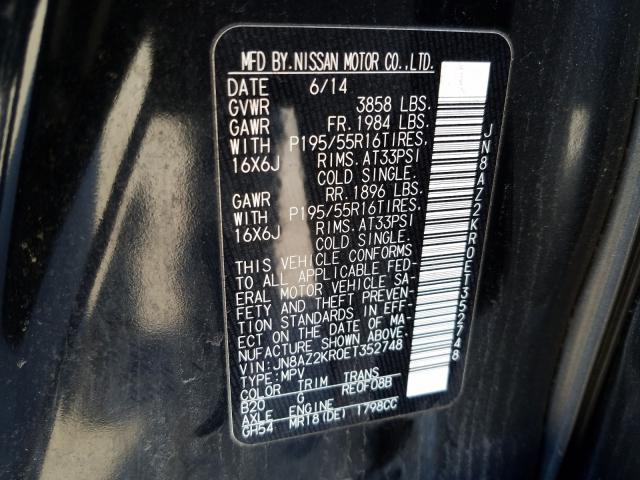 MFD BY.NISSAN MOTOR CO.,LTD.
DATE 6/14
GVWR 3858 LBS.
GAWR FR. 1984 LBS.
WITH P195/55R16TIRES,
16X6J RIMS. AT33PSI
COLD SINGLE.
GAWR RR. 1896 LBS.
WITH P195/55R16TIRES,
16X6J RIMS. AT33PSI
COLD SINGLE.
THIS VEHICLE CONFORMS
TO ALL APPLICABLE FED-
ERAL MOTOR VEHICLE SA-
FETY AND THEFT PREVEN-
TION STANDARDS IN EFF-
ECT ON THE DATE OF MA-
NUFACTURE SHOWN ABOVE.
VIN: JN8AZ2KR0ET352748
TYPE: MPV
COLOR TRIM TRANS
B20 G RE0F08B
AXLE ENGINE
GH54 MR18(DE) 1798CC
JN8AZ2KR0ET352748